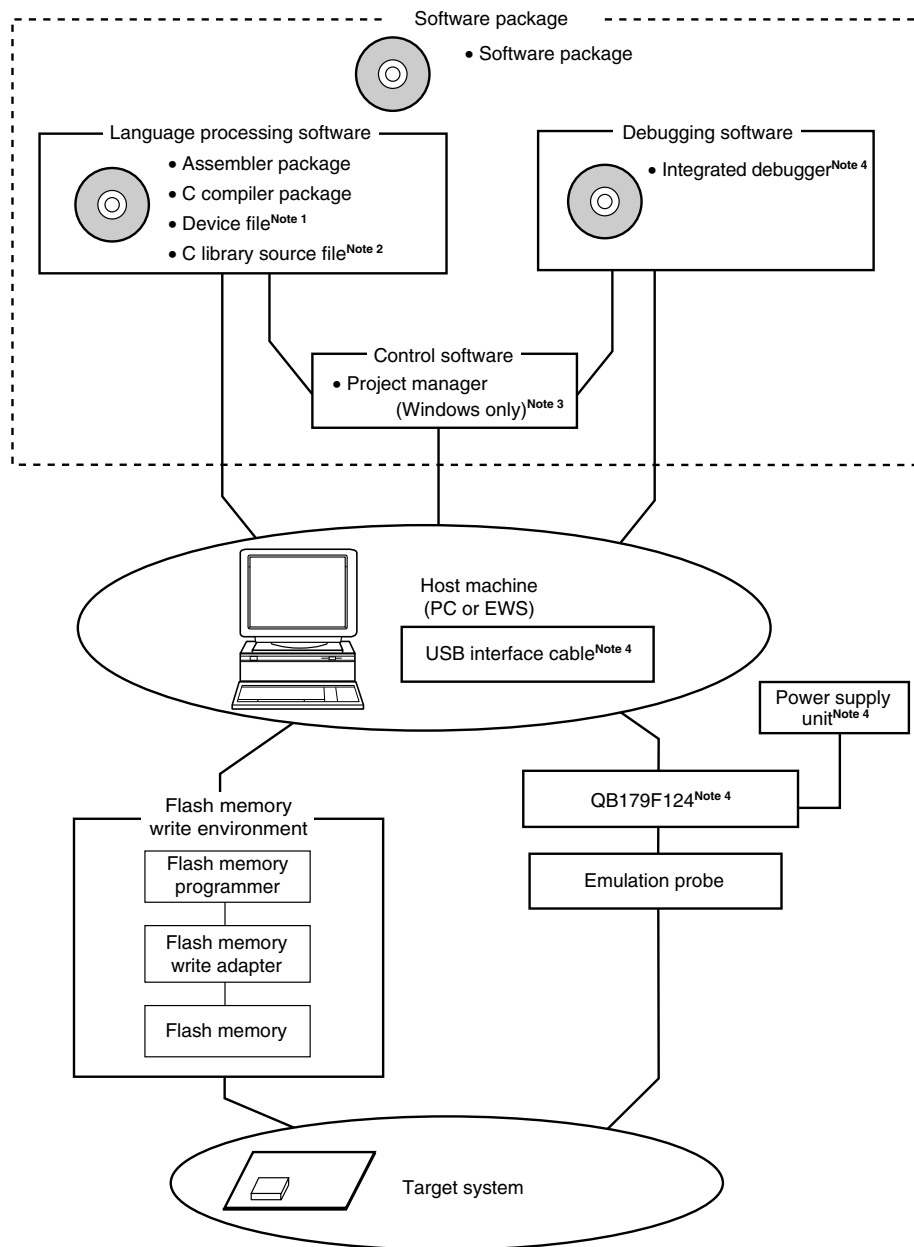 Software package
• Software package
Language processing software
• Assembler package
• C compiler package
• Device fileNote 1
• C library source fileNote 2
Debugging software
• Integrated debuggerNote 4
Control software
• Project manager
(Windows only)Note 3
Host machine
(PC or EWS)
USB interface cableNote 4
Power supply
unitNote 4
QB179F124Note 4
Emulation probe
Flash memory
write environment
Flash memory
programmer
Flash memory
write adapter
Flash memory
Target system